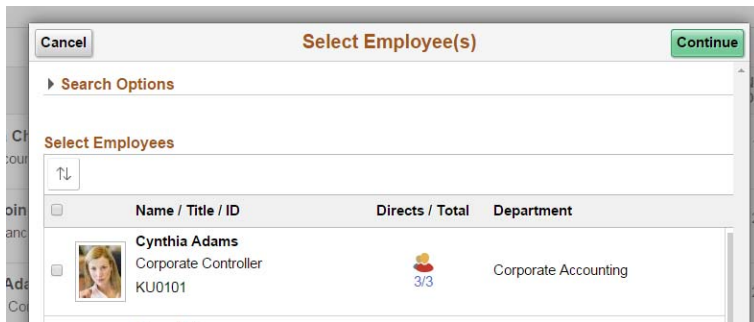 Cancel
Select Employee(s)
Continue
Search Options
Select Employees
Name / Title / ID
Directs / Total
Department
Cynthia Adams
Corporate Controller
KU0101
3/3
Corporate Accounting